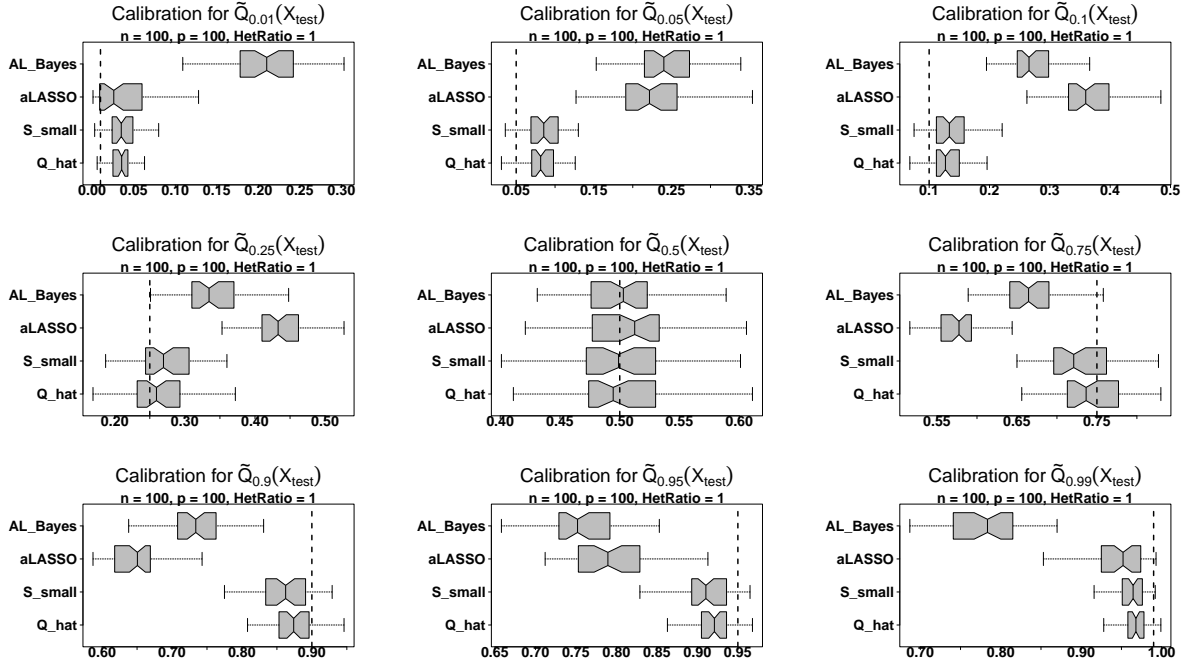 Calibration for Q̃0.01(Xtest)
n = 100, p = 100, HetRatio = 1
AL_Bayes
aLASSO
S_small
Q_hat
0.00 0.05 0.10 0.15 0.20 0.25 0.30
Calibration for Q̃0.05(Xtest)
n = 100, p = 100, HetRatio = 1
AL_Bayes
aLASSO
S_small
Q_hat
0.05 0.15 0.25 0.35
Calibration for Q̃0.1(Xtest)
n = 100, p = 100, HetRatio = 1
AL_Bayes
aLASSO
S_small
Q_hat
0.1 0.2 0.3 0.4 0.5
Calibration for Q̃0.25(Xtest)
n = 100, p = 100, HetRatio = 1
AL_Bayes
aLASSO
S_small
Q_hat
0.20 0.30 0.40 0.50
Calibration for Q̃0.5(Xtest)
n = 100, p = 100, HetRatio = 1
AL_Bayes
aLASSO
S_small
Q_hat
0.40 0.45 0.50 0.55 0.60
Calibration for Q̃0.75(Xtest)
n = 100, p = 100, HetRatio = 1
AL_Bayes
aLASSO
S_small
Q_hat
0.55 0.65 0.75
Calibration for Q̃0.9(Xtest)
n = 100, p = 100, HetRatio = 1
AL_Bayes
aLASSO
S_small
Q_hat
0.60 0.70 0.80 0.90
Calibration for Q̃0.95(Xtest)
n = 100, p = 100, HetRatio = 1
AL_Bayes
aLASSO
S_small
Q_hat
0.65 0.70 0.75 0.80 0.85 0.90 0.95
Calibration for Q̃0.99(Xtest)
n = 100, p = 100, HetRatio = 1
AL_Bayes
aLASSO
S_small
Q_hat
0.70 0.80 0.90 1.00